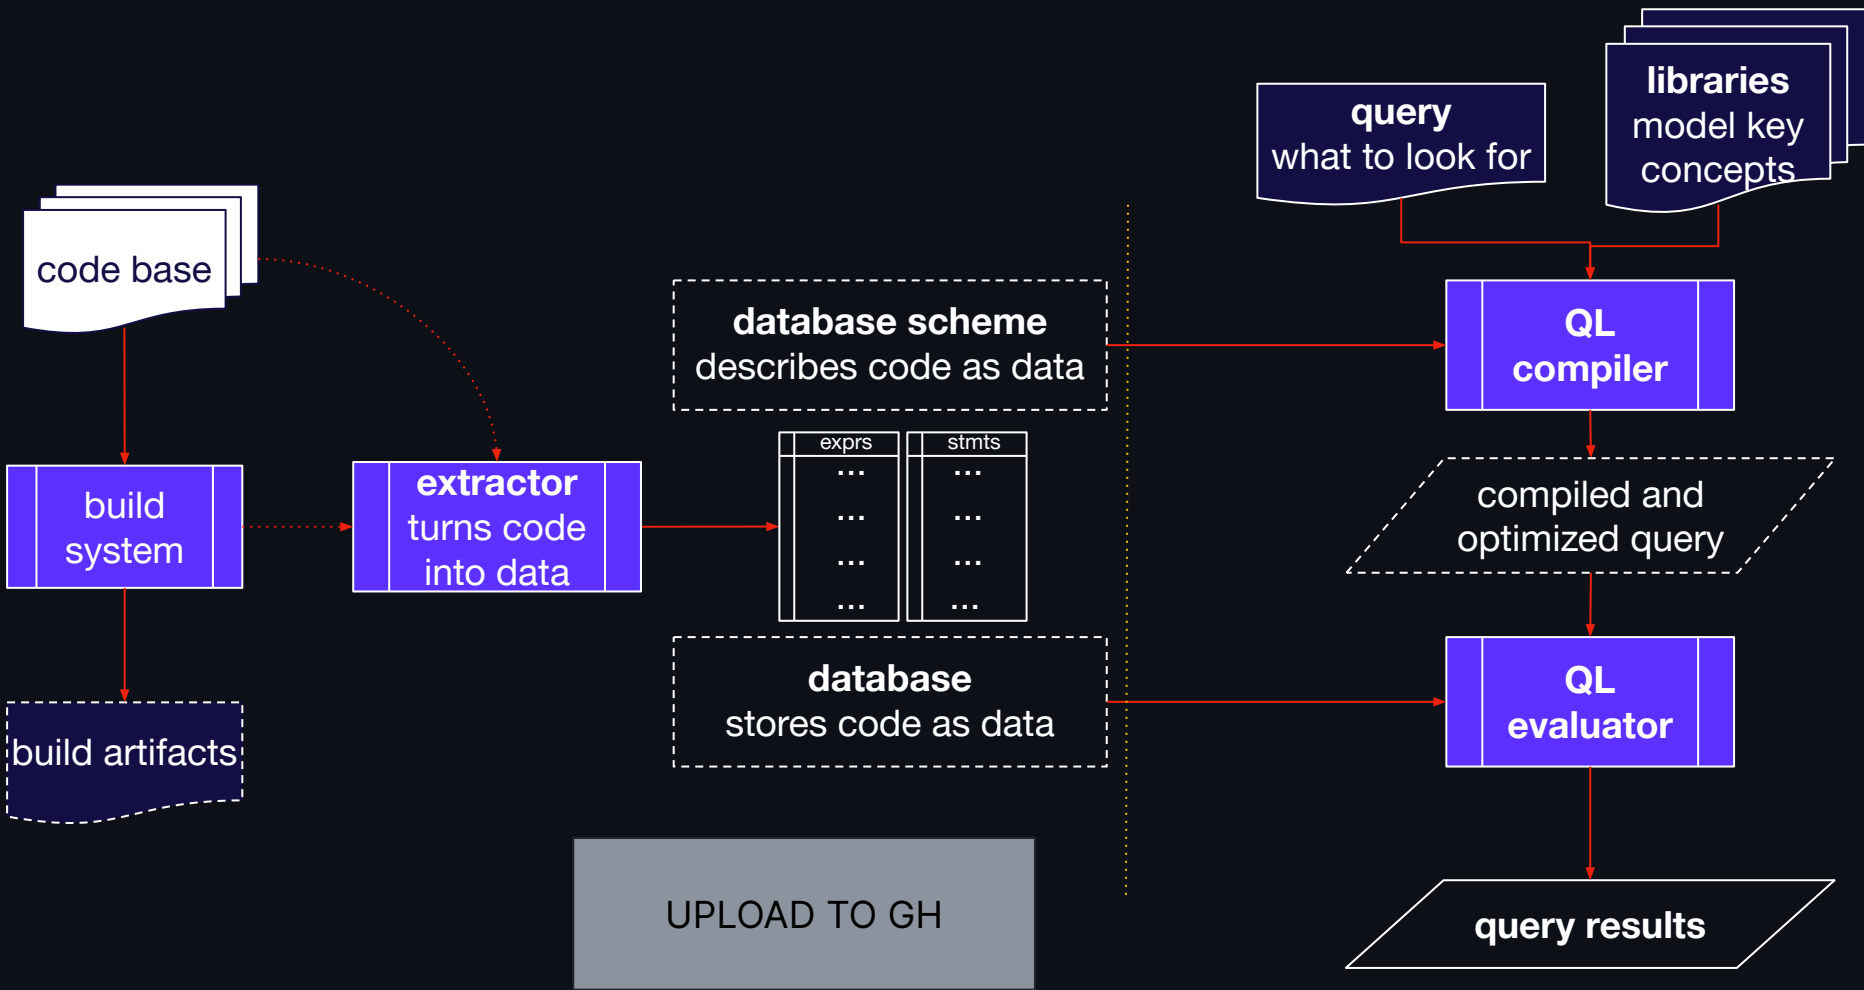 query
what to look for
libraries
model key
concepts
code base
database scheme
describes code as data
QL
compiler
exprs
stmts
...
...
...
...
...
...
...
...
build
system
extractor
turns code
into data
compiled and
optimized query
database
stores code as data
QL
evaluator
build artifacts
UPLOAD TO GH
query results